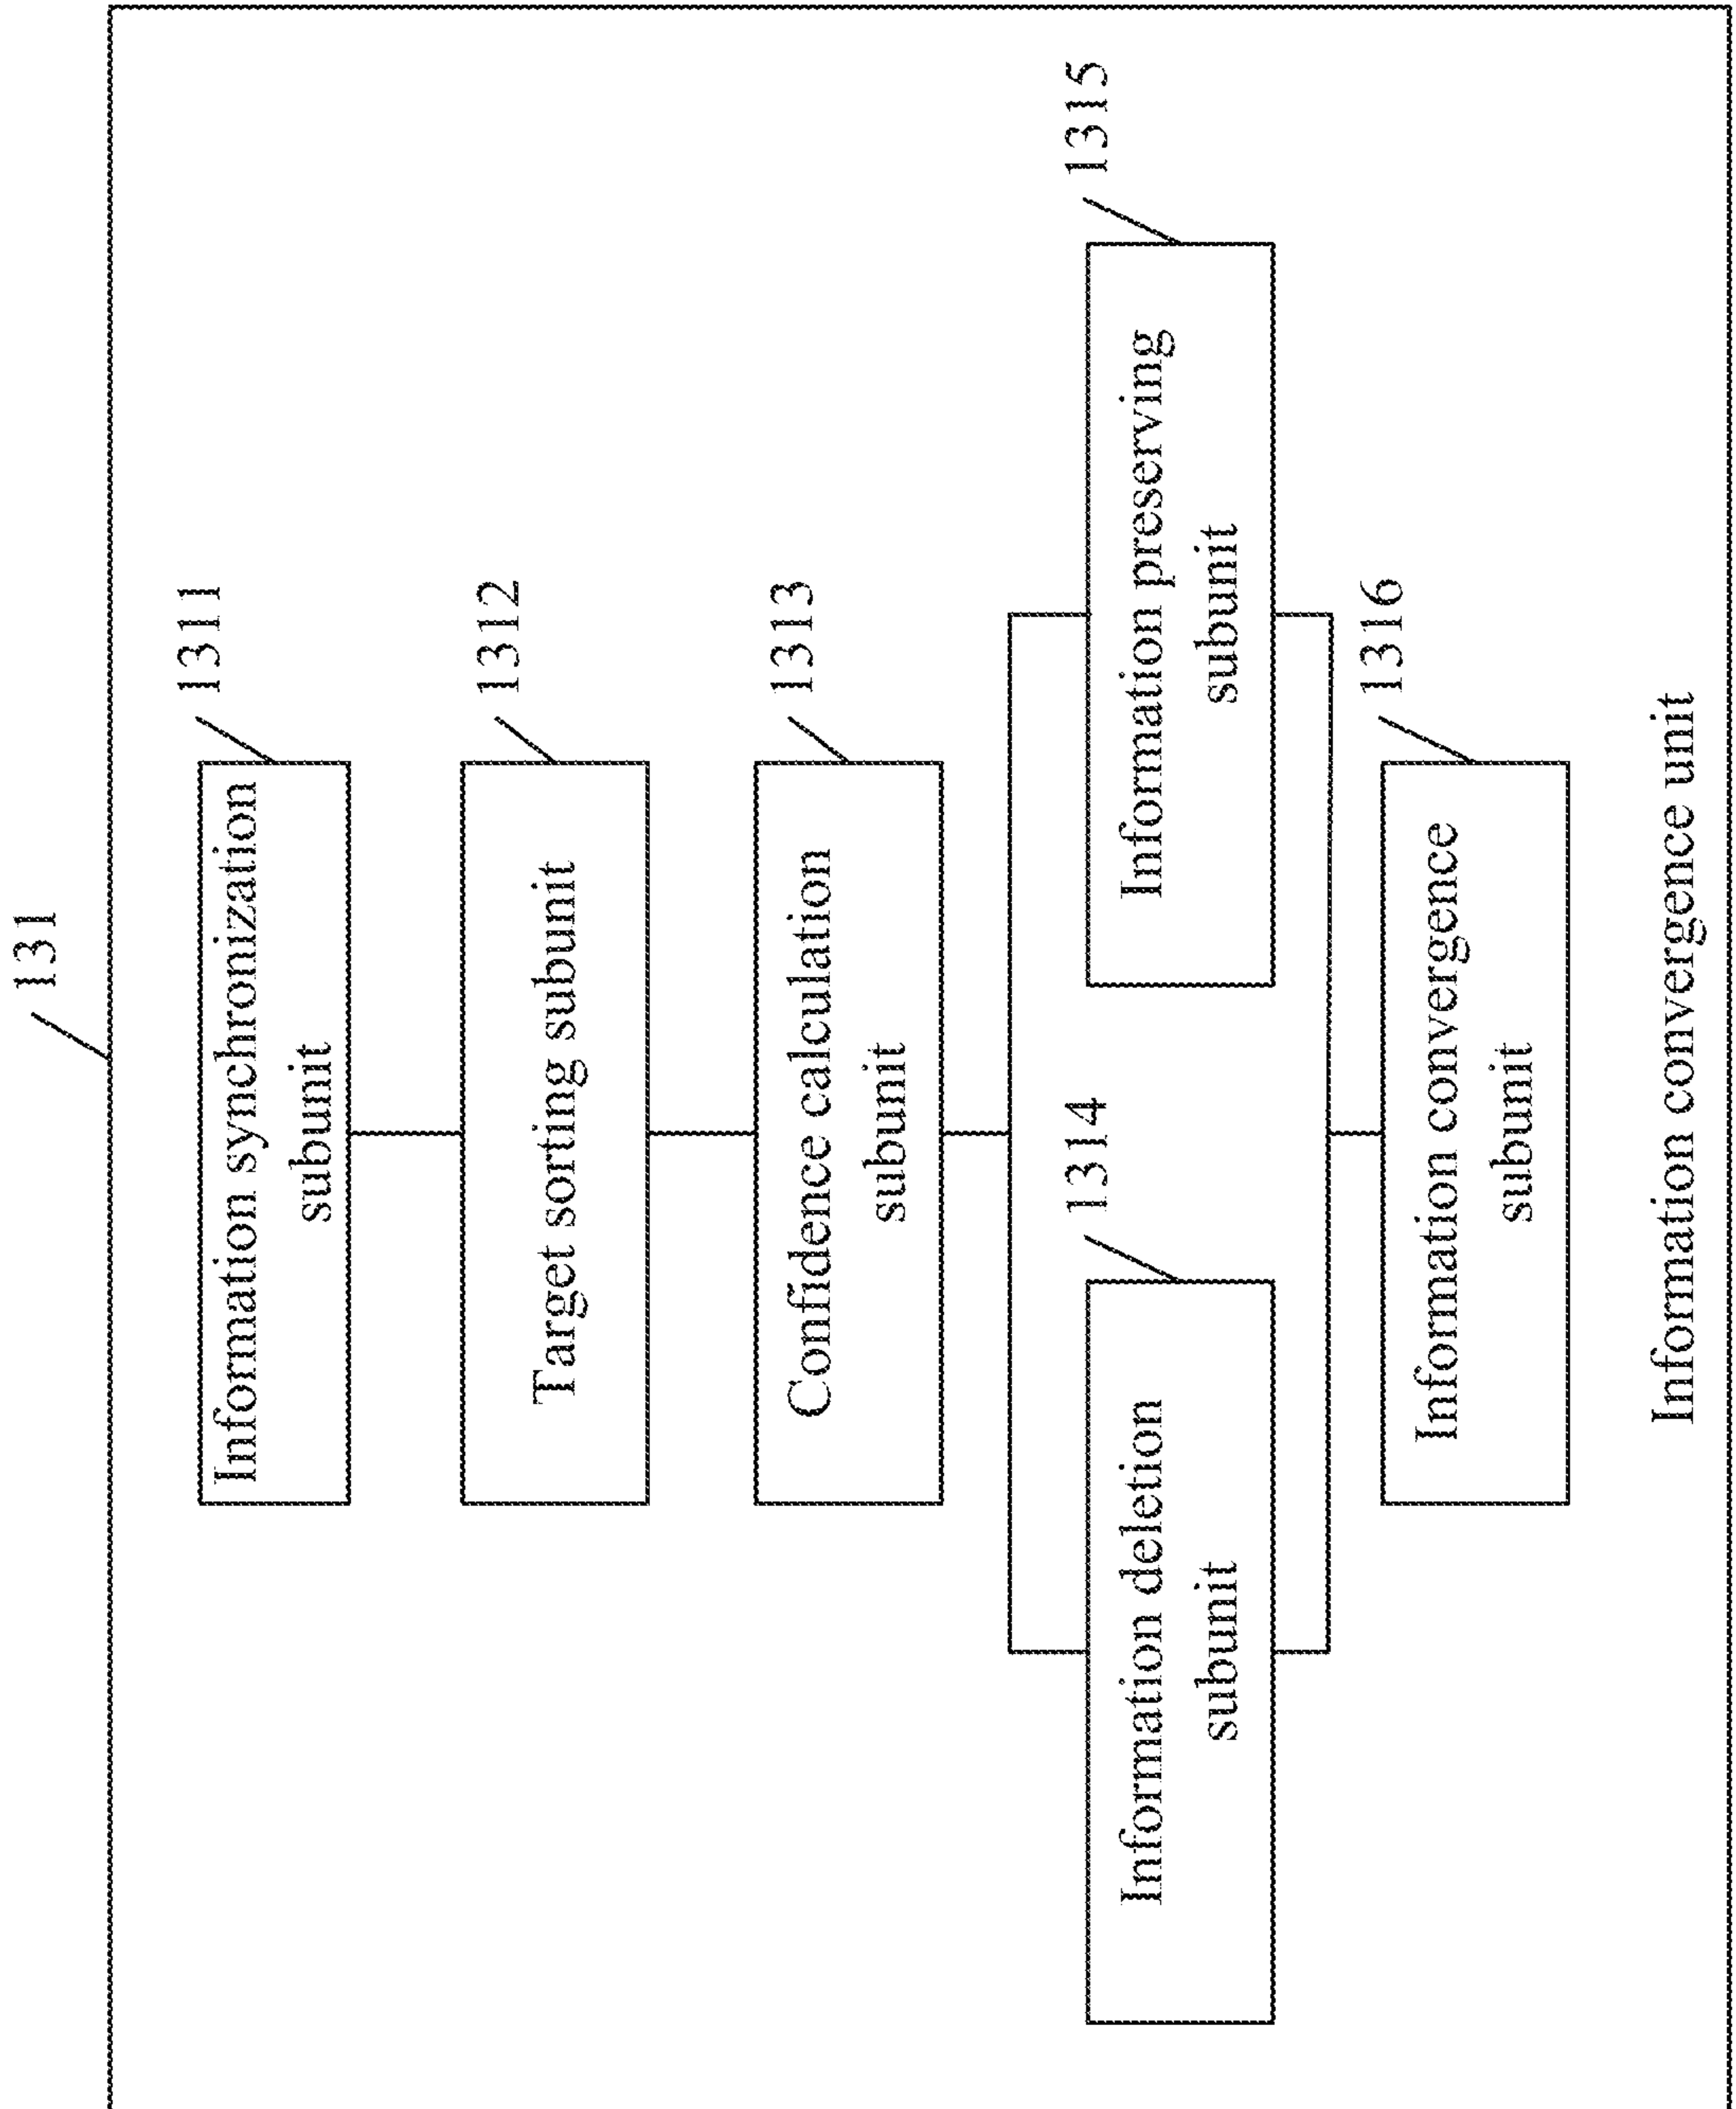 131
1311
Information synchronization
subunit
1312
Target sorting subunit
1313
Confidence calculation
subunit
1314
Information deletion
subunit
1315
Information preserving
subunit
1316
Information convergence
subunit
Information convergence unit